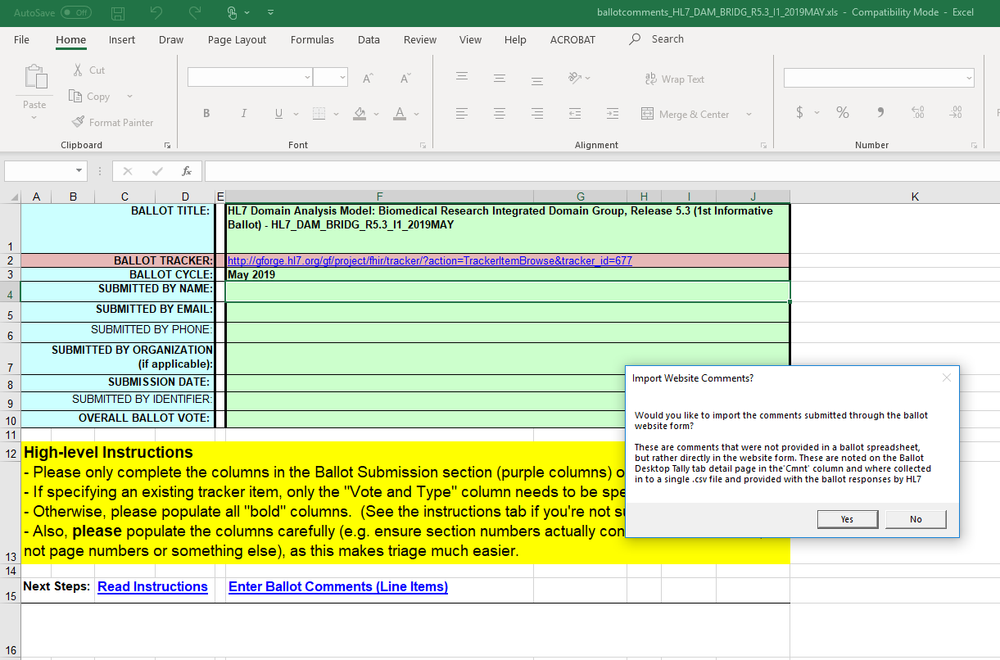 AutoSave Off ballotcomments_HL7_DAM_BRIDG_R5.3_I1_2019MAY.xls - Compatibility Mode - Excel
File Home Insert Draw Page Layout Formulas Data Review View Help ACROBAT Search
Cut
Copy
Paste
Format Painter
Wrap Text
Merge & Center
B I U A $ % 
Clipboard Font Alignment Number
fx
A B C D E F G H I J K
1 BALLOT TITLE: HL7 Domain Analysis Model: Biomedical Research Integrated Domain Group, Release 5.3 (1st Informative
Ballot) - HL7_DAM_BRIDG_R5.3_I1_2019MAY
2 BALLOT TRACKER: http://gforge.hl7.org/gf/project/fhir/tracker/?action=TrackerItemBrowse&tracker_id=677
3 BALLOT CYCLE: May 2019
4 SUBMITTED BY NAME:
5 SUBMITTED BY EMAIL:
6 SUBMITTED BY PHONE:
7 SUBMITTED BY ORGANIZATION
(if applicable):
8 SUBMISSION DATE:
9 SUBMITTED BY IDENTIFIER:
10 OVERALL BALLOT VOTE:
11
12 High-level Instructions
- Please only complete the columns in the Ballot Submission section (purple columns) o
- If specifying an existing tracker item, only the "Vote and Type" column needs to be spe
- Otherwise, please populate all "bold" columns. (See the instructions tab if you're not su
- Also, please populate the columns carefully (e.g. ensure section numbers actually con
13 not page numbers or something else), as this makes triage much easier.
14
15 Next Steps: Read Instructions Enter Ballot Comments (Line Items)
16
Import Website Comments?
Would you like to import the comments submitted through the ballot
website form?
These are comments that were not provided in a ballot spreadsheet,
but rather directly in the website form. These are noted on the Ballot
Desktop Tally tab detail page in the'Cmnt' column and where collected
in to a single .csv file and provided with the ballot responses by HL7
Yes No